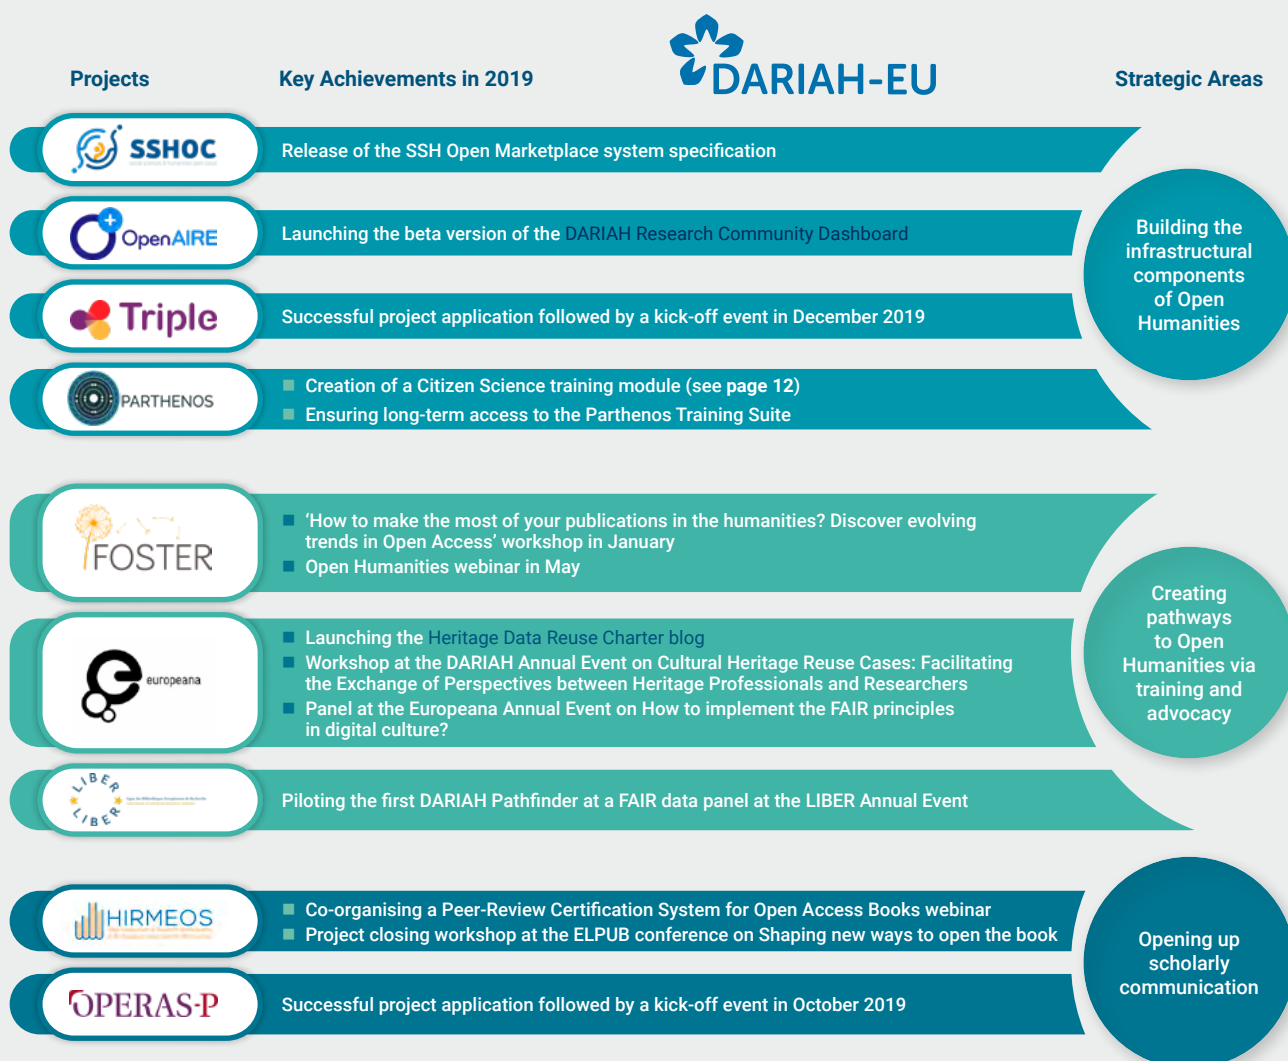 Projects
Key Achievements in 2019
DARIAH-EU
Strategic Areas
SSHOC
Release of the SSH Open Marketplace system specification
OpenAIRE
Launching the beta version of the DARIAH Research Community Dashboard
Triple
Successful project application followed by a kick-off event in December 2019
PARTHENOS
Creation of a Citizen Science training module (see page 12)
Ensuring long-term access to the Parthenos Training Suite
Building the
infrastructural
components
of Open
Humanities
FOSTER
‘How to make the most of your publications in the humanities? Discover evolving
trends in Open Access’ workshop in January
Open Humanities webinar in May
europeana
Launching the Heritage Data Reuse Charter blog
Workshop at the DARIAH Annual Event on Cultural Heritage Reuse Cases: Facilitating
the Exchange of Perspectives between Heritage Professionals and Researchers
Panel at the Europeana Annual Event on How to implement the FAIR principles
in digital culture?
LIBER
LIBER
Piloting the first DARIAH Pathfinder at a FAIR data panel at the LIBER Annual Event
Creating
pathways
to Open
Humanities via
training and
advocacy
HIRMEOS
Co-organising a Peer-Review Certification System for Open Access Books webinar
Project closing workshop at the ELPUB conference on Shaping new ways to open the book
OPERAS-P
Successful project application followed by a kick-off event in October 2019
Opening up
scholarly
communication